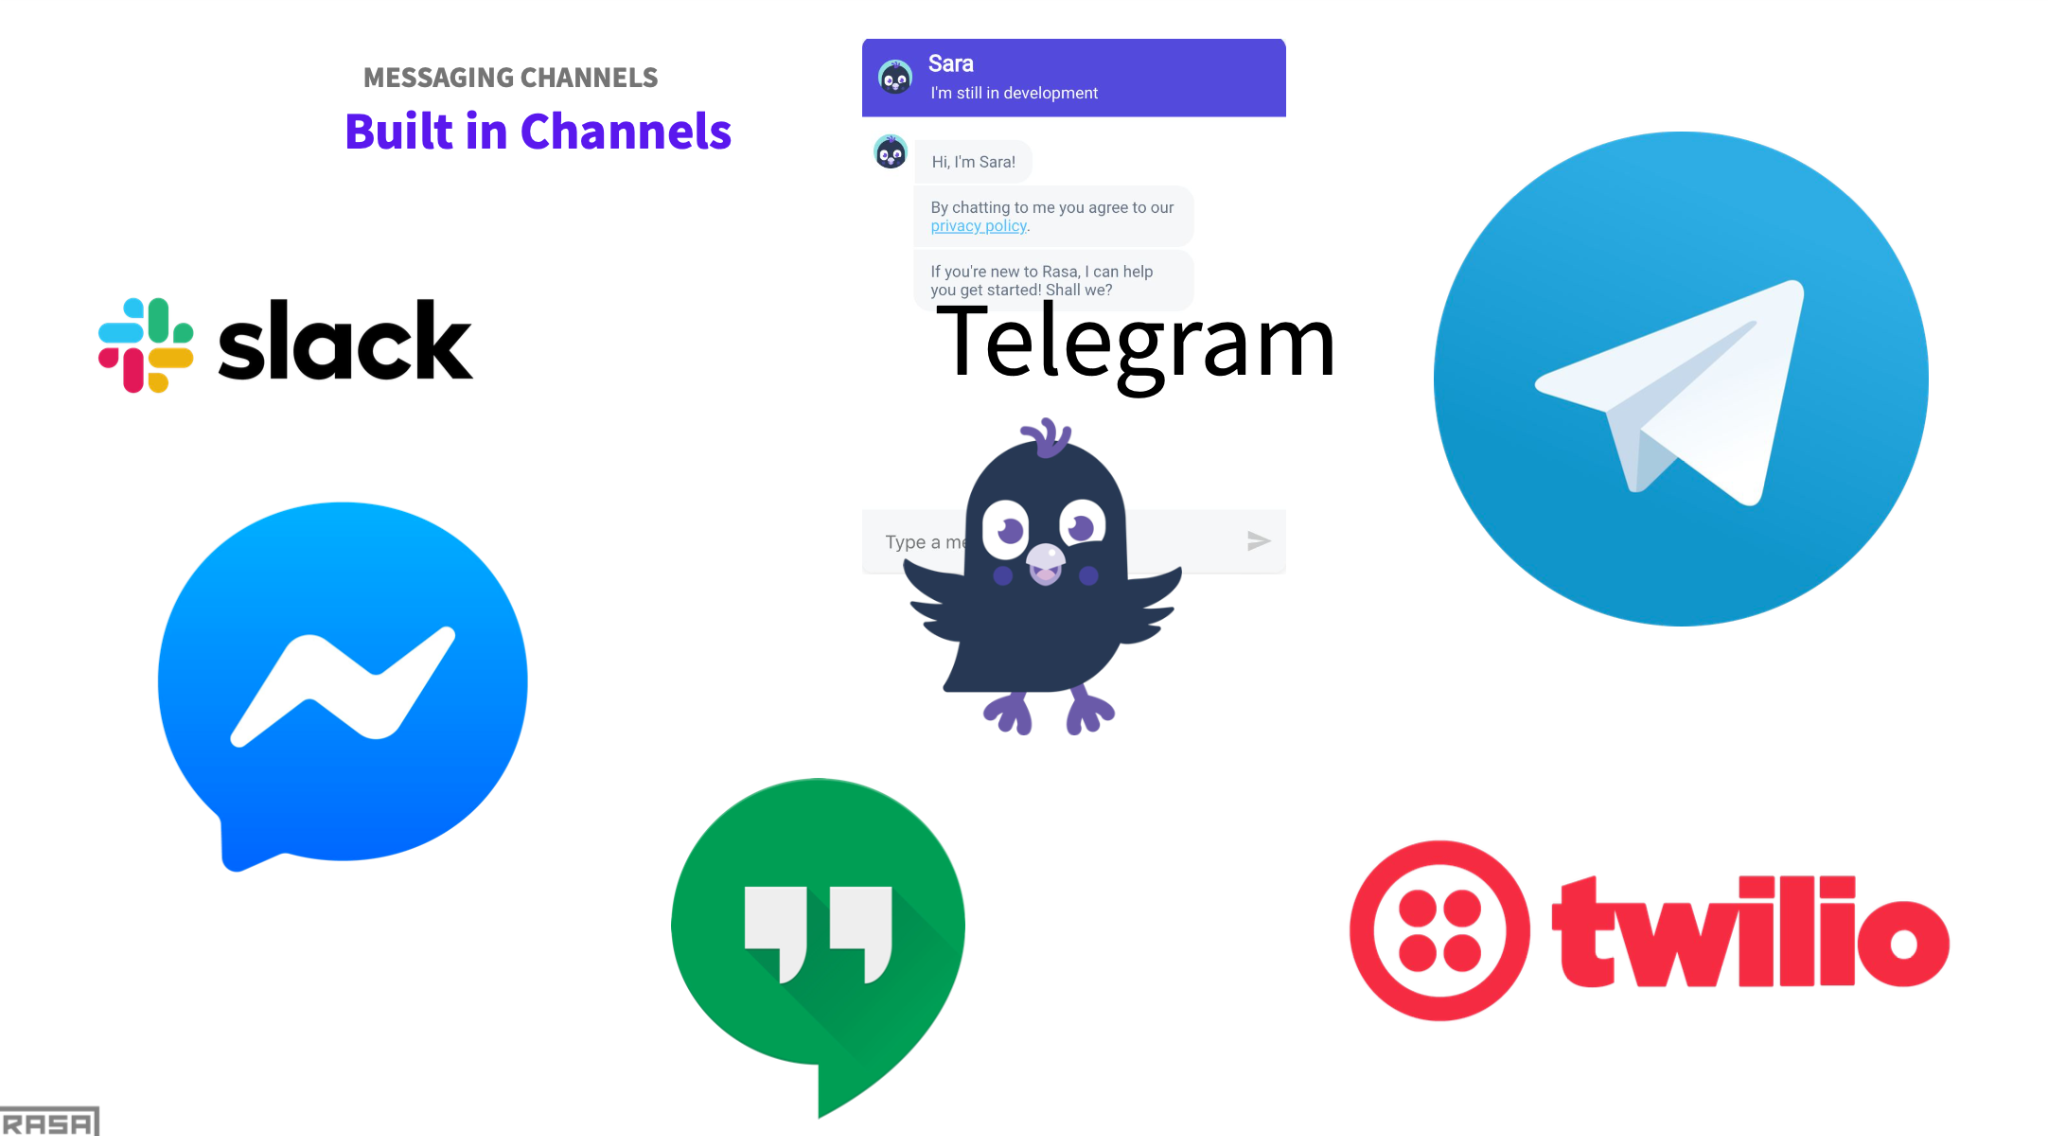 MESSAGING CHANNELS
Built in Channels
Sara
I'm still in development
Hi, I'm Sara!
By chatting to me you agree to our
privacy policy.
If you're new to Rasa, I can help
you get started! Shall we?
slack
Telegram
Type a
twilio
RASA